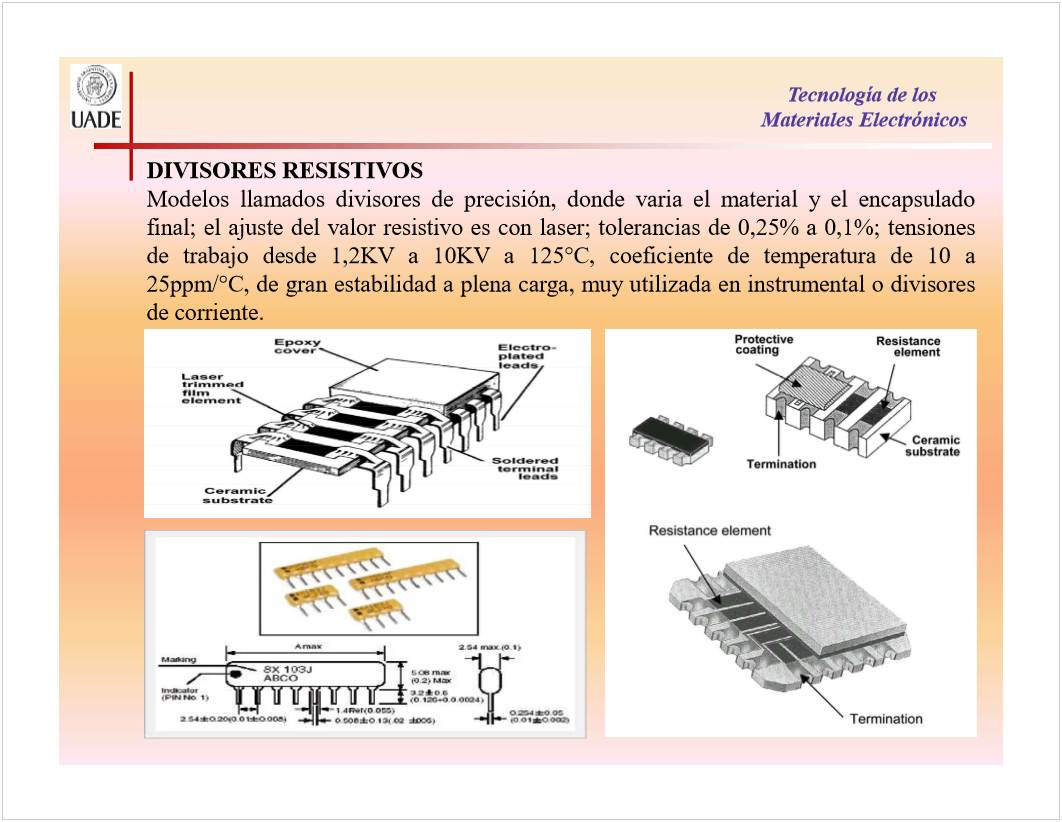 UADE
Tecnología de los
Materiales Electrónicos
DIVISORES RESISTIVOS
Modelos llamados divisores de precisión, donde varia el material y el encapsulado
final; el ajuste del valor resistivo es con laser; tolerancias de 0,25% a 0,1%; tensiones
de trabajo desde 1,2KV a 10KV a 125°C, coeficiente de temperatura de 10 a
25ppm/°C, de gran estabilidad a plena carga, muy utilizada en instrumental o divisores
de corriente.
Epoxy
cover
Electro-
plated
leads
Laser
trimmed
film
element
Soldered
terminal
leads
Ceramic
substrate
Protective
coating
Resistance
element
Termination
Ceramic
substrate
Resistance element
Termination
A max
2.54 max.(0.1)
Marking
8X 103J
ABCO
5.08 max
(0.2) Max
Indicator
(PIN No. 1)
3.2±0.6
(0.126±0.0024)
1.4Ref(0.055)
2.54±0.20(0.01±0.008)
0.508±0.13(.02 ±005)
0.254±0.05
(0.01±0.002)